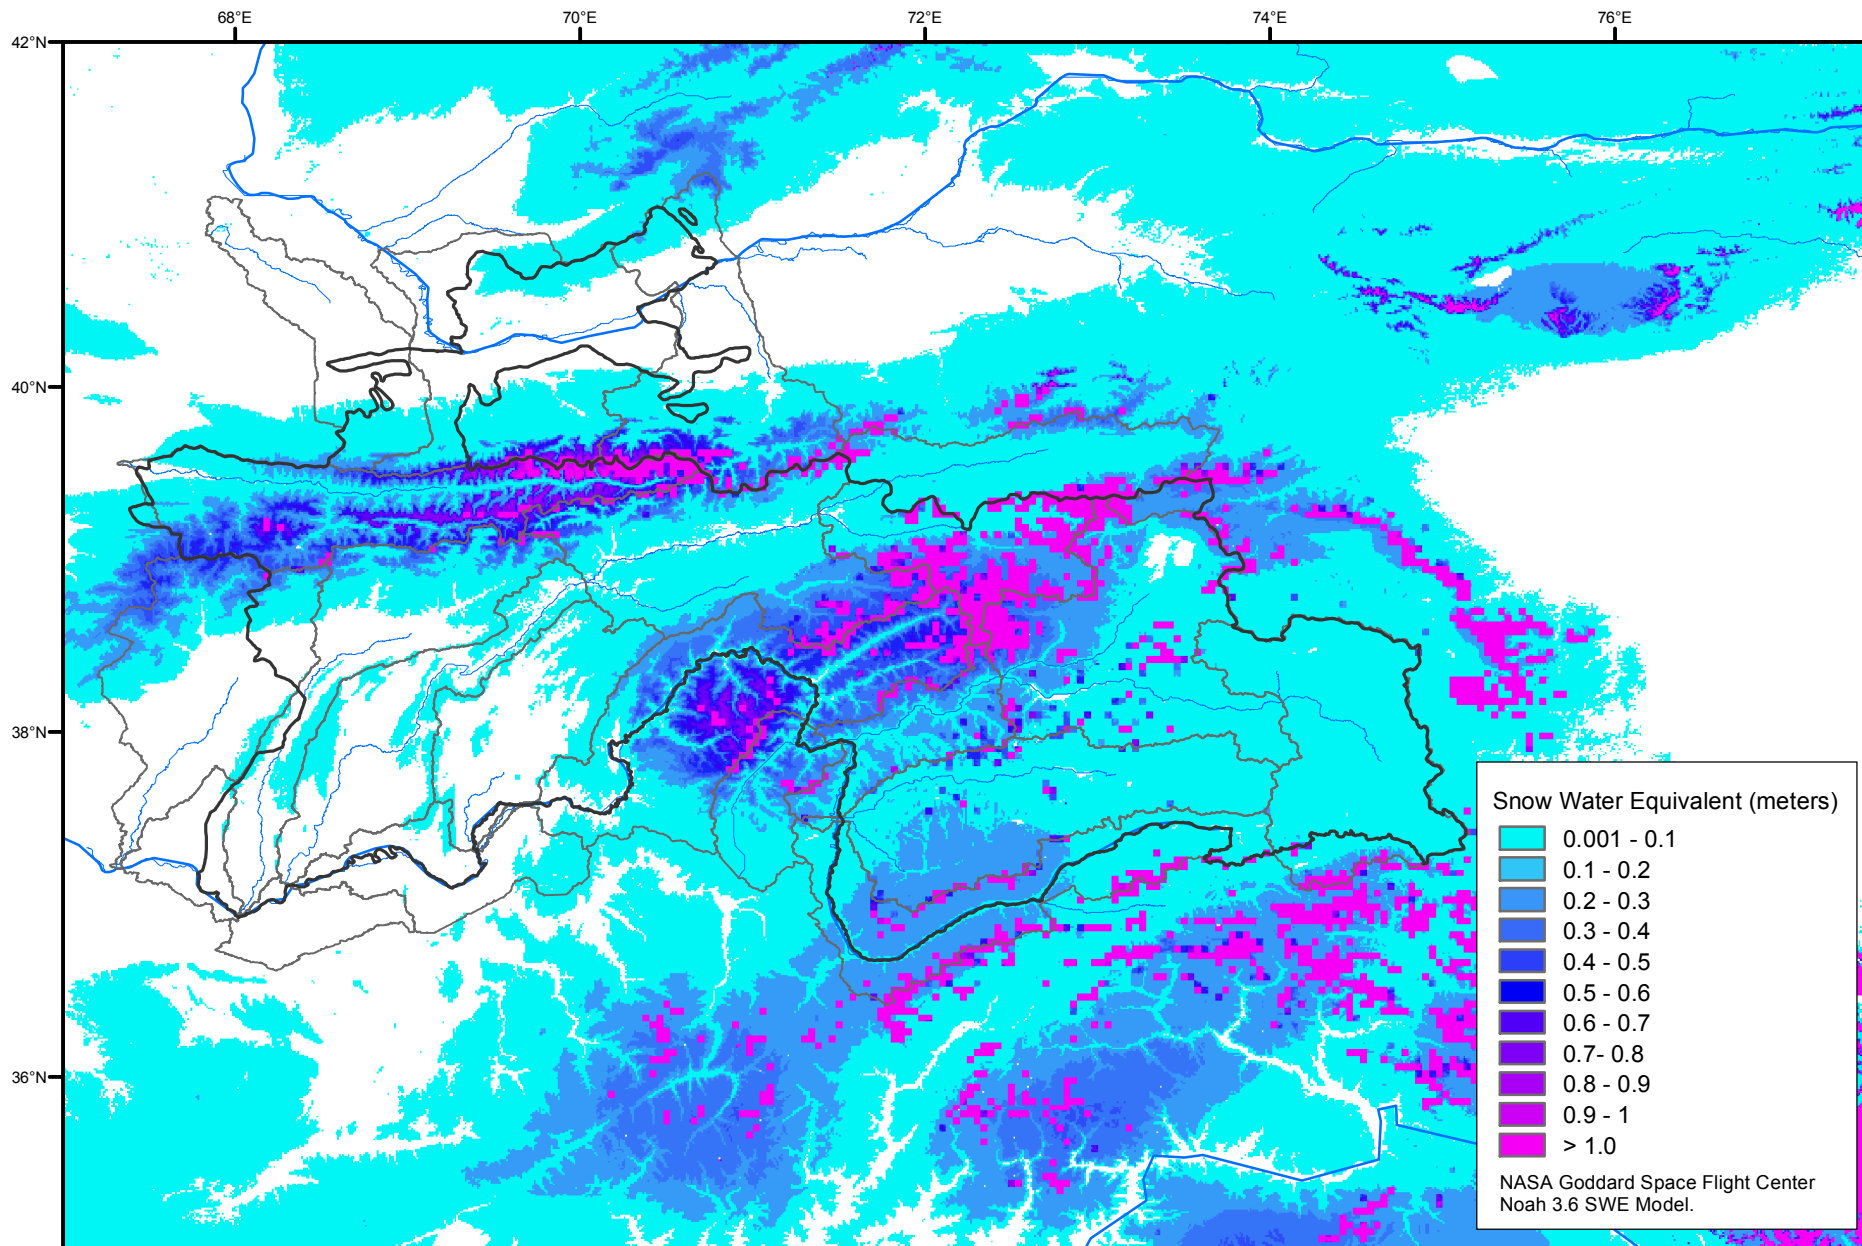 68°E 70°E 72°E 74°E 76°E
42°N
40°N
38°N
36°N
Snow Water Equivalent (meters)
0.001 - 0.1
0.1 - 0.2
0.2 - 0.3
0.3 - 0.4
0.4 - 0.5
0.5 - 0.6
0.6 - 0.7
0.7- 0.8
0.8 - 0.9
0.9 - 1
> 1.0
NASA Goddard Space Flight Center
Noah 3.6 SWE Model.